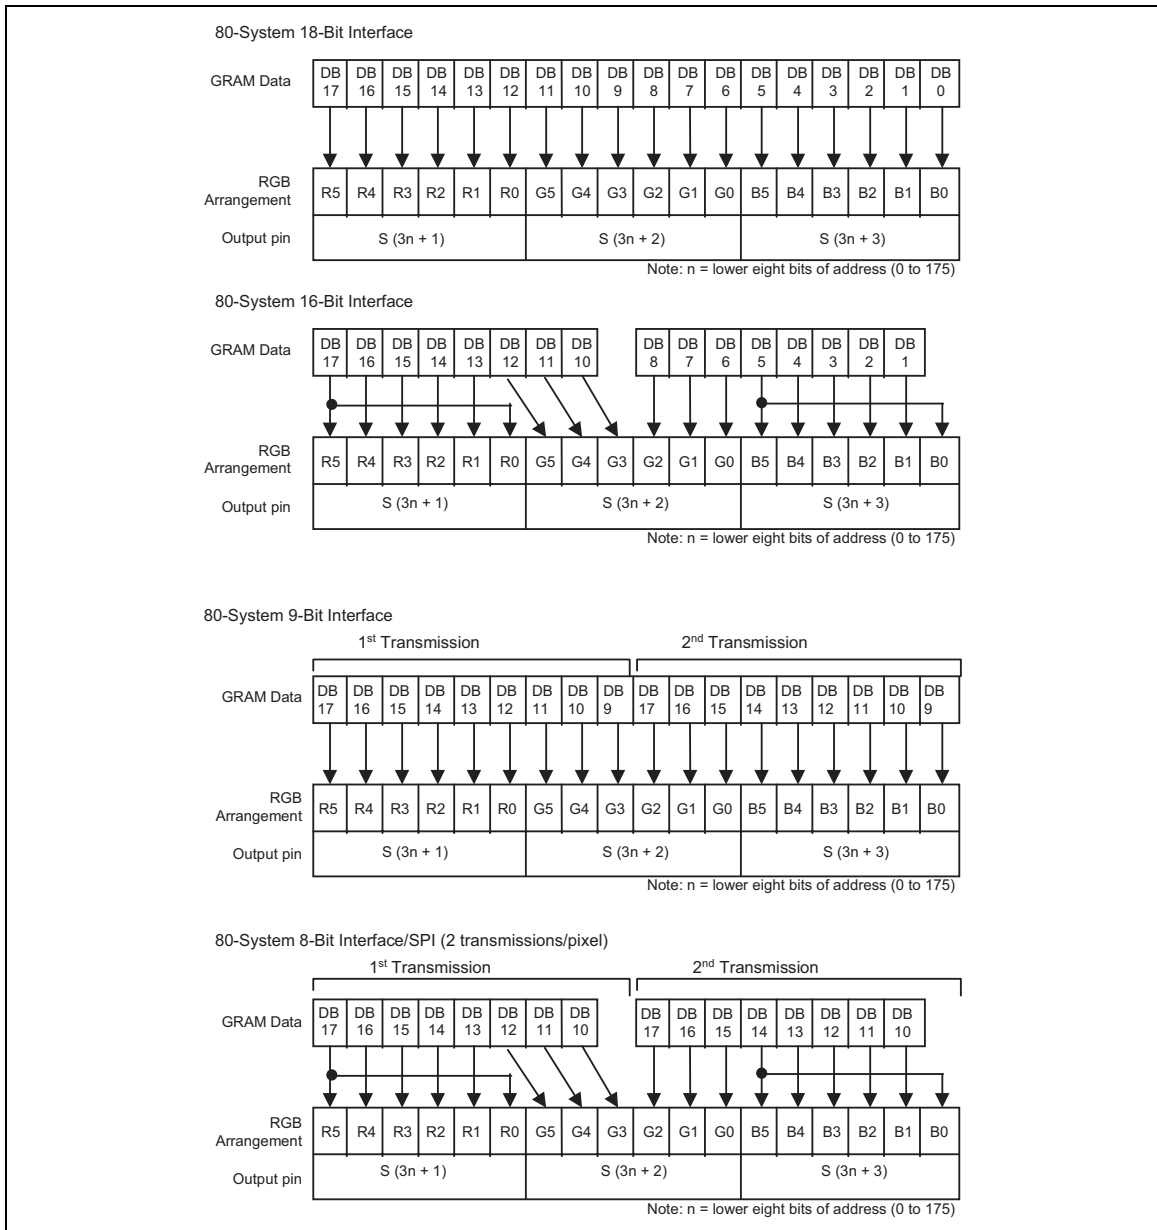 80-System 18-Bit Interface
GRAM Data DB 17 DB 16 DB 15 DB 14 DB 13 DB 12 DB 11 DB 10 DB 9 DB 8 DB 7 DB 6 DB 5 DB 4 DB 3 DB 2 DB 1 DB 0
RGB Arrangement R5 R4 R3 R2 R1 R0 G5 G4 G3 G2 G1 G0 B5 B4 B3 B2 B1 B0
Output pin S (3n + 1) S (3n + 2) S (3n + 3)
Note: n = lower eight bits of address (0 to 175)
80-System 16-Bit Interface
GRAM Data DB 17 DB 16 DB 15 DB 14 DB 13 DB 12 DB 11 DB 10 DB 8 DB 7 DB 6 DB 5 DB 4 DB 3 DB 2 DB 1
RGB Arrangement R5 R4 R3 R2 R1 R0 G5 G4 G3 G2 G1 G0 B5 B4 B3 B2 B1 B0
Output pin S (3n + 1) S (3n + 2) S (3n + 3)
Note: n = lower eight bits of address (0 to 175)
80-System 9-Bit Interface
1st Transmission 2nd Transmission
GRAM Data DB 17 DB 16 DB 15 DB 14 DB 13 DB 12 DB 11 DB 10 DB 9 DB 17 DB 16 DB 15 DB 14 DB 13 DB 12 DB 11 DB 10 DB 9
RGB Arrangement R5 R4 R3 R2 R1 R0 G5 G4 G3 G2 G1 G0 B5 B4 B3 B2 B1 B0
Output pin S (3n + 1) S (3n + 2) S (3n + 3)
Note: n = lower eight bits of address (0 to 175)
80-System 8-Bit Interface/SPI (2 transmissions/pixel)
1st Transmission 2nd Transmission
GRAM Data DB 17 DB 16 DB 15 DB 14 DB 13 DB 12 DB 11 DB 10 DB 17 DB 16 DB 15 DB 14 DB 13 DB 12 DB 11 DB 10
RGB Arrangement R5 R4 R3 R2 R1 R0 G5 G4 G3 G2 G1 G0 B5 B4 B3 B2 B1 B0
Output pin S (3n + 1) S (3n + 2) S (3n + 3)
Note: n = lower eight bits of address (0 to 175)